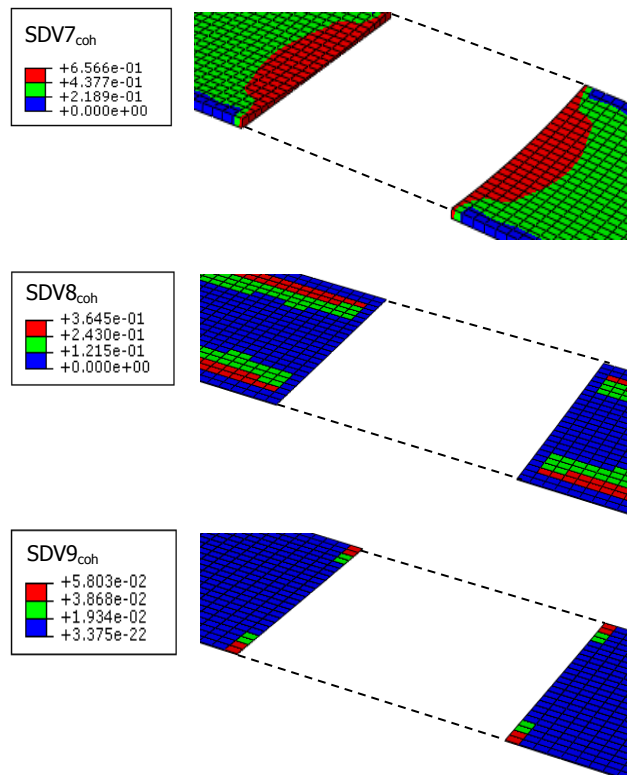 SDV7coh
+6.566e-01
+4.377e-01
+2.189e-01
+0.000e+00
SDV8coh
+3.645e-01
+2.430e-01
+1.215e-01
+0.000e+00
SDV9coh
+5.803e-02
+3.868e-02
+1.934e-02
+3.375e-22